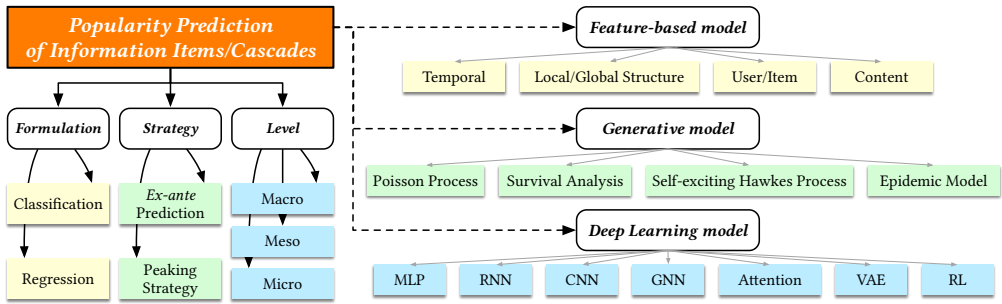 Popularity Prediction
of Information Items/Cascades
Formulation
Strategy
Level
Classification
Regression
Ex-ante
Prediction
Peaking
Strategy
Macro
Meso
Micro
Feature-based model
Temporal
Local/Global Structure
User/Item
Content
Generative model
Poisson Process
Survival Analysis
Self-exciting Hawkes Process
Epidemic Model
Deep Learning model
MLP
RNN
CNN
GNN
Attention
VAE
RL